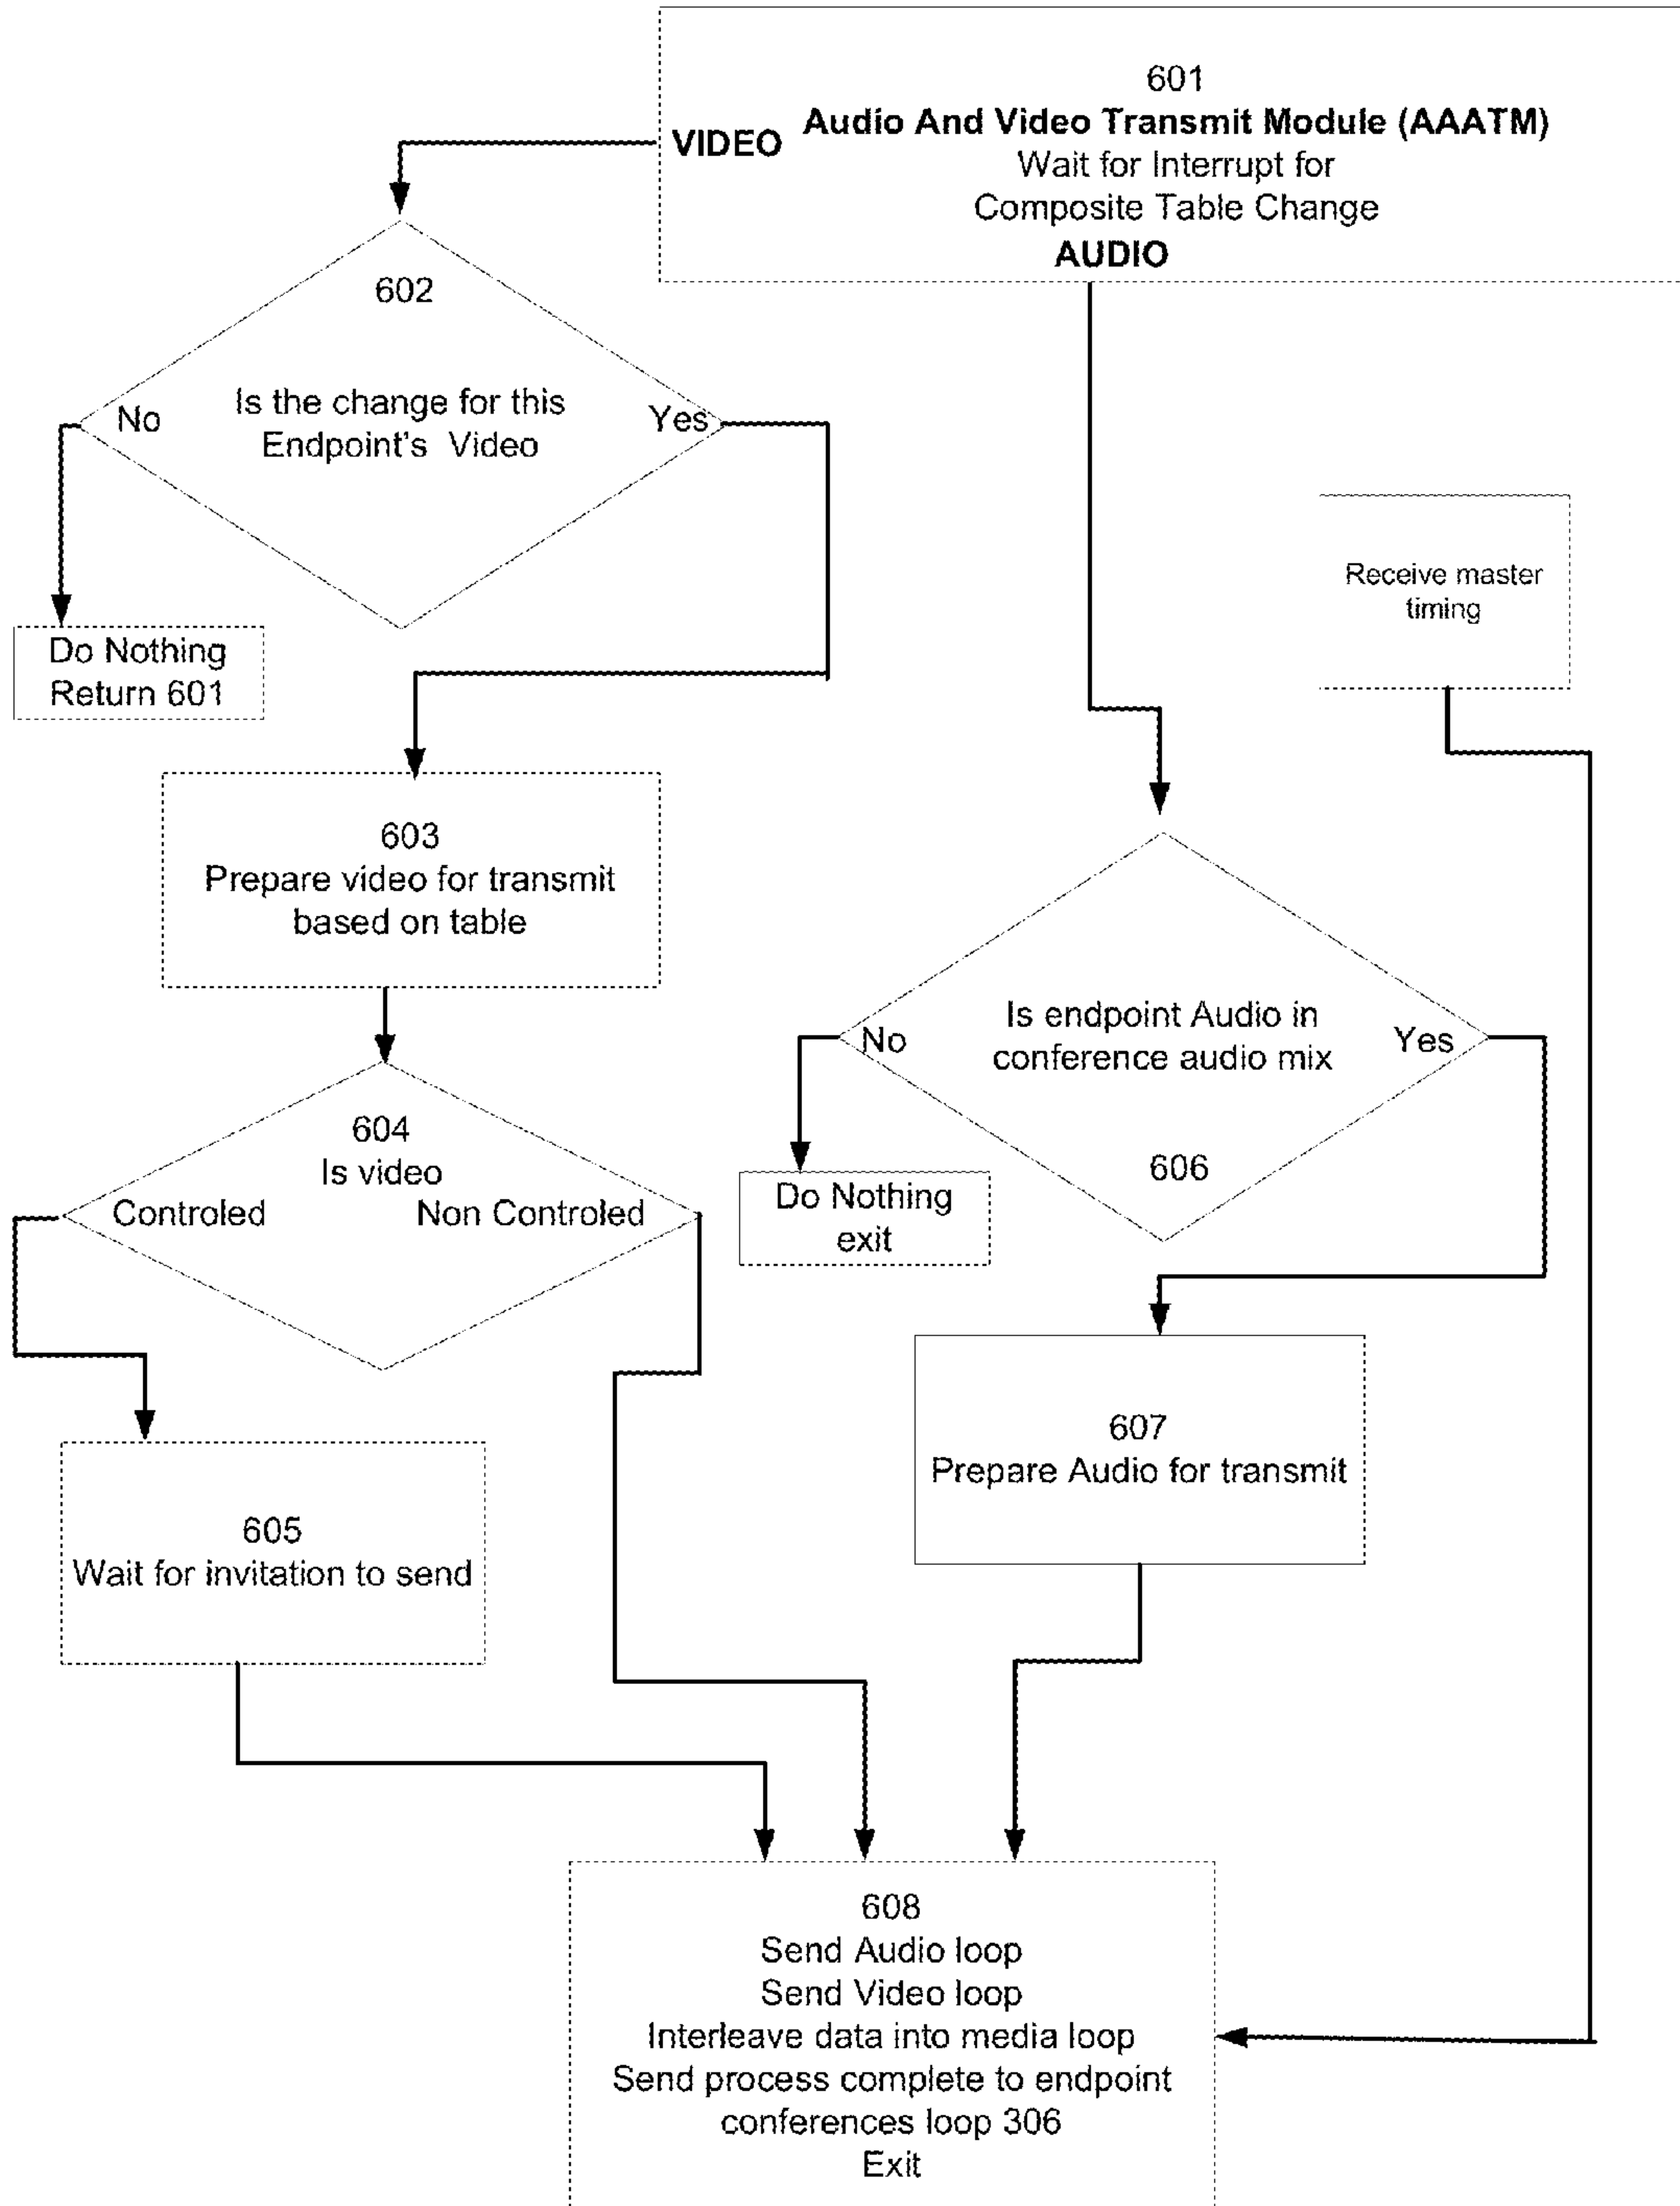 601
Audio And Video Transmit Module (AAATM)
VIDEO
Wait for Interrupt for
Composite Table Change
AUDIO
602
Is the change for this
Endpoint's Video
No
Yes
Do Nothing
Return 601
Receive master
timing
603
Prepare video for transmit
based on table
Is endpoint Audio in
conference audio mix
No
Yes
606
604
Is video
Controled
Non Controled
Do Nothing
exit
607
Prepare Audio for transmit
605
Wait for invitation to send
608
Send Audio loop
Send Video loop
Interleave data into media loop
Send process complete to endpoint
conferences loop 306
Exit